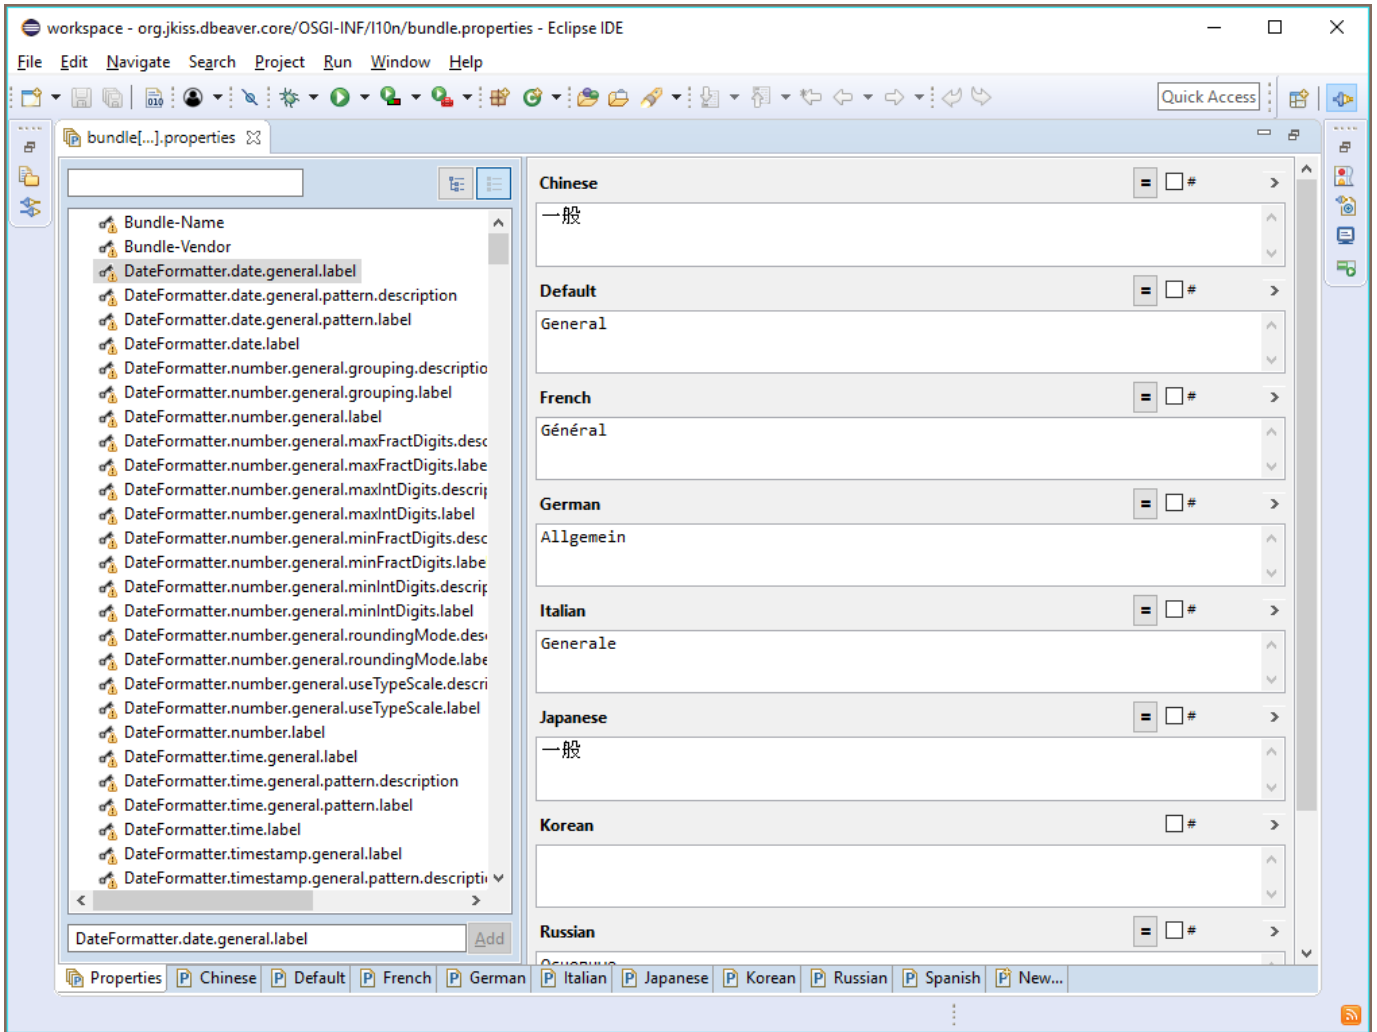 workspace - org.jkiss.dbeaver.core/OSGI-INF/l10n/bundle.properties - Eclipse IDE
File Edit Navigate Search Project Run Window Help
Quick Access
bundle[...].properties
Bundle-Name
Bundle-Vendor
DateFormatter.date.general.label
DateFormatter.date.general.pattern.description
DateFormatter.date.general.pattern.label
DateFormatter.date.label
DateFormatter.number.general.grouping.descriptio
DateFormatter.number.general.grouping.label
DateFormatter.number.general.label
DateFormatter.number.general.maxFractDigits.desc
DateFormatter.number.general.maxFractDigits.labe
DateFormatter.number.general.maxIntDigits.descrip
DateFormatter.number.general.maxIntDigits.label
DateFormatter.number.general.minFractDigits.desc
DateFormatter.number.general.minFractDigits.labe
DateFormatter.number.general.minIntDigits.descrip
DateFormatter.number.general.minIntDigits.label
DateFormatter.number.general.roundingMode.des
DateFormatter.number.general.roundingMode.labe
DateFormatter.number.general.useTypeScale.descri
DateFormatter.number.general.useTypeScale.label
DateFormatter.number.label
DateFormatter.time.general.label
DateFormatter.time.general.pattern.description
DateFormatter.time.general.pattern.label
DateFormatter.time.label
DateFormatter.timestamp.general.label
DateFormatter.timestamp.general.pattern.descripti
DateFormatter.date.general.label Add
Chinese = #
一般
Default = #
General
French = #
Général
German = #
Allgemein
Italian = #
Generale
Japanese = #
一般
Korean #
Russian = #
Properties Chinese Default French German Italian Japanese Korean Russian Spanish New...